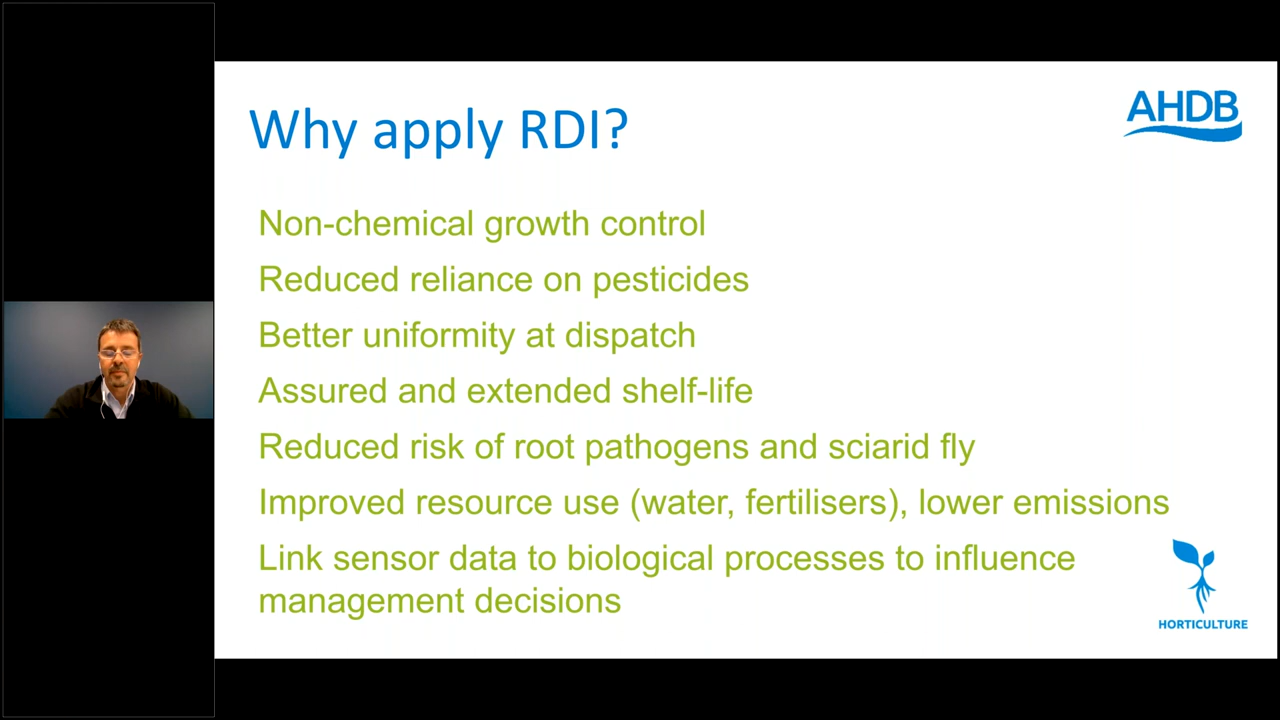 Why apply RDI?
AHDB
Non-chemical growth control
Reduced reliance on pesticides
Better uniformity at dispatch
Assured and extended shelf-life
Reduced risk of root pathogens and sciarid fly
Improved resource use (water, fertilisers), lower emissions
Link sensor data to biological processes to influence
management decisions
HORTICULTURE